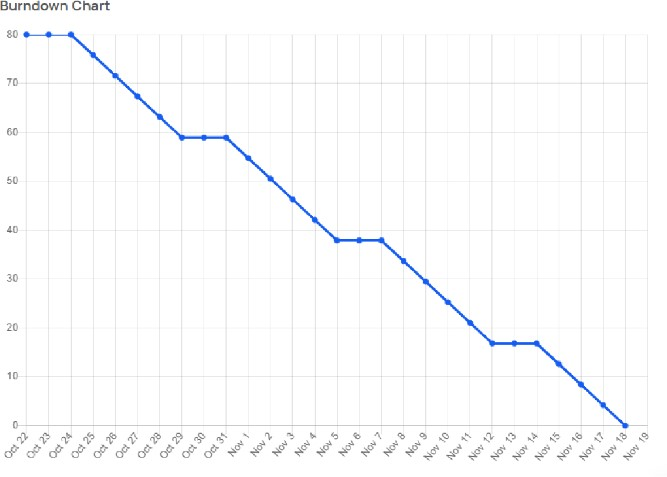 Burndown Chart
80
70
60
50
40
30
20
10
0
Oct 22
Oct 23
Oct 24
Oct 25
Oct 26
Oct 27
Oct 28
Oct 29
Oct 30
Oct 31
Nov 1
Nov 2
Nov 3
Nov 4
Nov 5
Nov 6
Nov 7
Nov 8
Nov 9
Nov 10
Nov 11
Nov 12
Nov 13
Nov 14
Nov 15
Nov 16
Nov 17
Nov 18
Nov 19